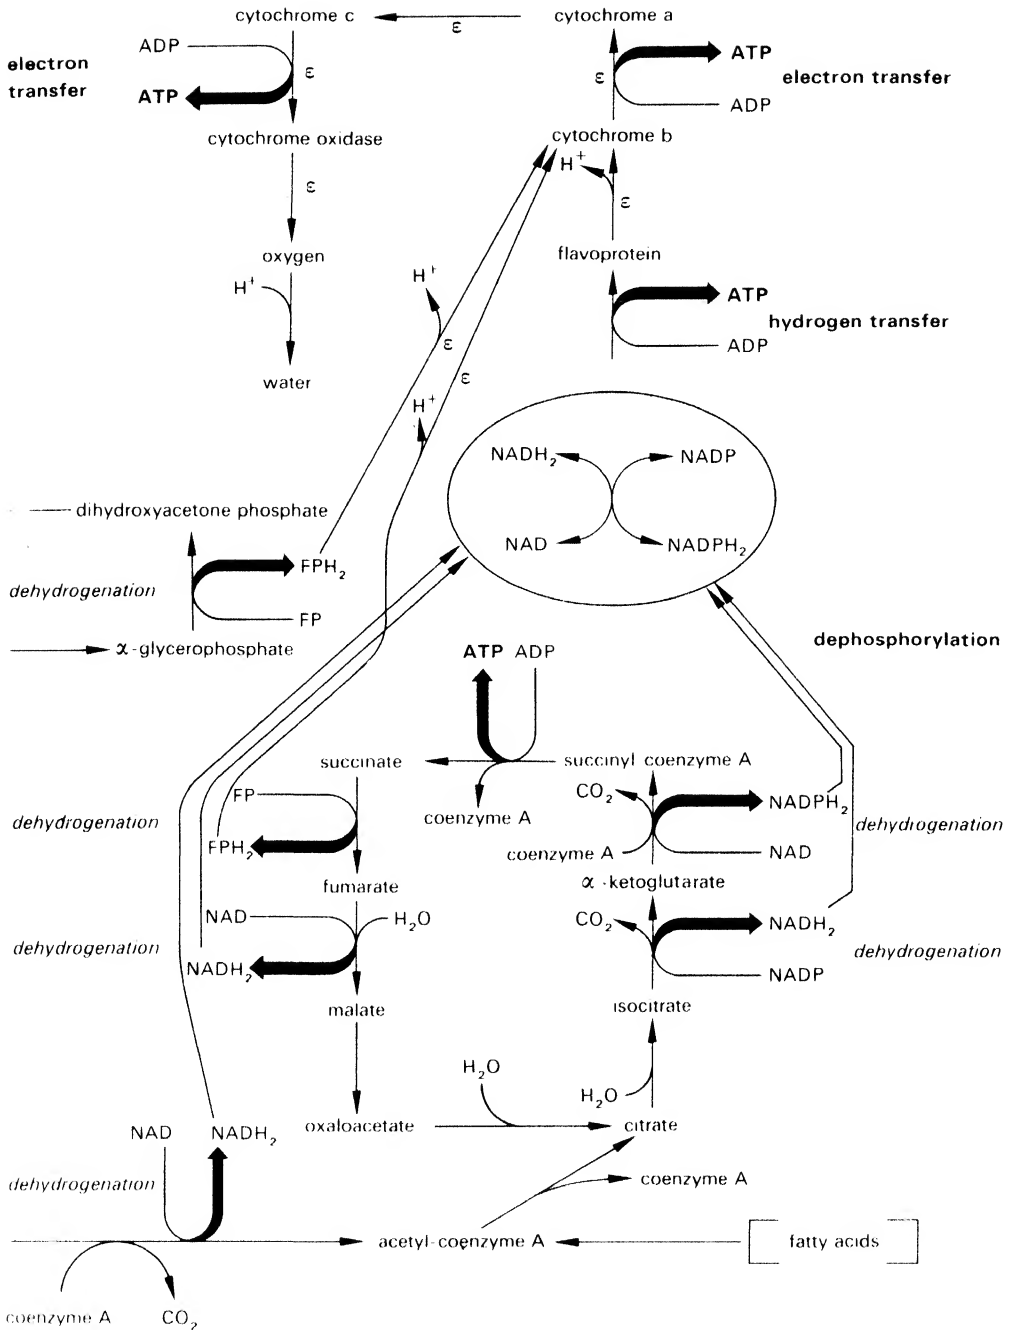 cytochrome c
ε
cytochrome a
electron
transfer
ADP
ε
ATP
ε
ATP
electron transfer
ADP
cytochrome oxidase
cytochrome b
H+
ε
ε
oxygen
flavoprotein
H+
H+
ATP
hydrogen transfer
ADP
ε
water
ε
H+
NADH2
NADP
NAD
NADPH2
dihydroxyacetone phosphate
dehydrogenation
FPH2
FP
α-glycerophosphate
dephosphorylation
ATP ADP
succinate
succinyl coenzyme A
FP
CO2
NADPH2
coenzyme A
dehydrogenation
dehydrogenation
FPH2
coenzyme A
NAD
fumarate
α-ketoglutarate
NAD
H2O
CO2
NADH2
dehydrogenation
dehydrogenation
NADH2
NADP
malate
isocitrate
H2O
H2O
oxaloacetate
citrate
NAD
NADH2
dehydrogenation
coenzyme A
acetyl-coenzyme A
fatty acids
coenzyme A
CO2